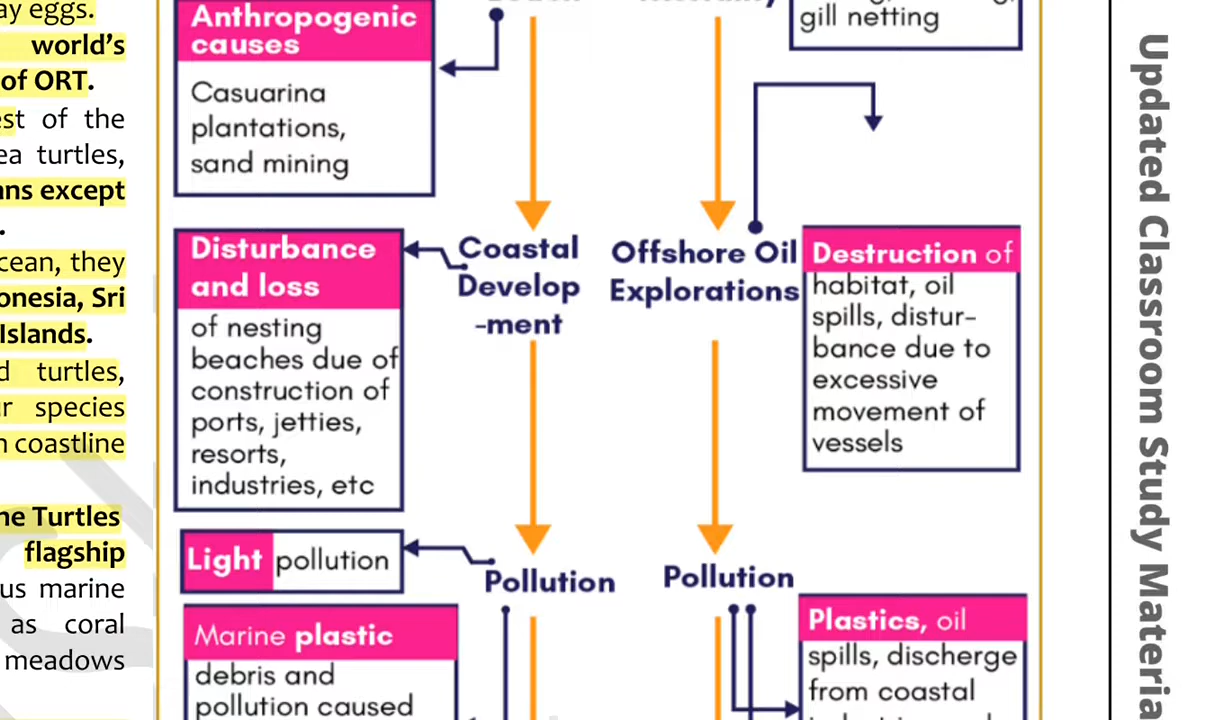 ay eggs.
world's
of ORT.
est of the
ea turtles,
ans except
.
cean, they
onesia, Sri
Islands.
d turtles,
ur species
n coastline
ne Turtles
flagship
us marine
as coral
meadows
Anthropogenic
causes
Casuarina
plantations,
sand mining
gill netting
Disturbance
and loss
of nesting
beaches due of
construction of
ports, jetties,
resorts,
industries, etc
Coastal
Develop
-ment
Offshore Oil
Explorations
Destruction of
habitat, oil
spills, distur-
bance due to
excessive
movement of
vessels
Light pollution
Pollution
Pollution
Marine plastic
debris and
pollution caused
Plastics, oil
spills, discharge
from coastal
Updated Classroom Study Materia